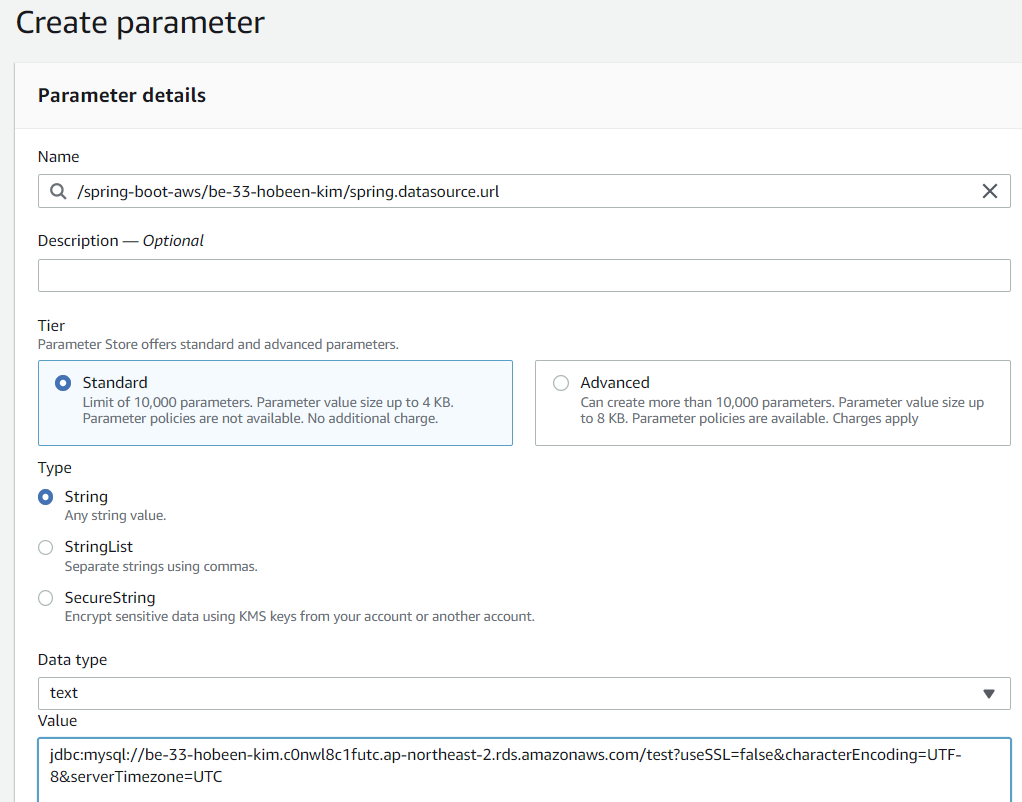 Create parameter
Parameter details
Name
/spring-boot-aws/be-33-hobeen-kim/spring.datasource.url
Description — Optional
Tier
Parameter Store offers standard and advanced parameters.
Standard
Limit of 10,000 parameters. Parameter value size up to 4 KB.
Parameter policies are not available. No additional charge.
Advanced
Can create more than 10,000 parameters. Parameter value size up
to 8 KB. Parameter policies are available. Charges apply
Type
String
Any string value.
StringList
Separate strings using commas.
SecureString
Encrypt sensitive data using KMS keys from your account or another account.
Data type
text
Value
jdbc:mysql://be-33-hobeen-kim.c0nwl8c1futc.ap-northeast-2.rds.amazonaws.com/test?useSSL=false&characterEncoding=UTF-
8&serverTimezone=UTC